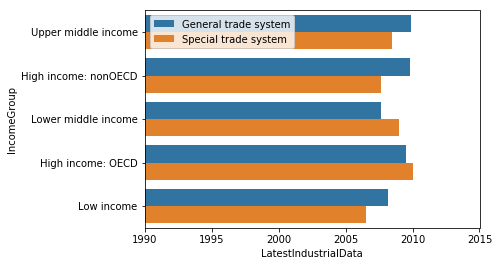 General trade system
Special trade system
Upper middle income
High income: nonOECD
Lower middle income
High income: OECD
Low income
IncomeGroup
1990 1995 2000 2005 2010 2015
LatestIndustrialData